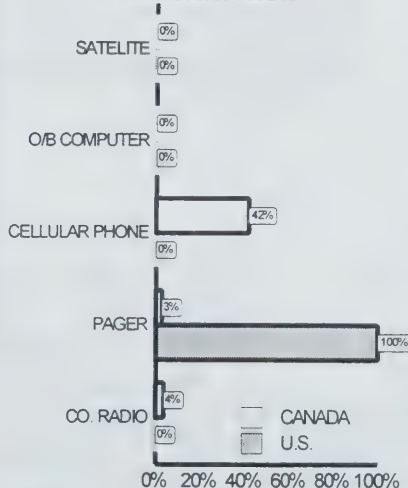 0%
SATELITE
0%
0%
O/B COMPUTER
0%
42%
CELLULAR PHONE
0%
3%
PAGER
100%
4%
CO. RADIO
0%
CANADA
U.S.
0% 20% 40% 60% 80% 100%